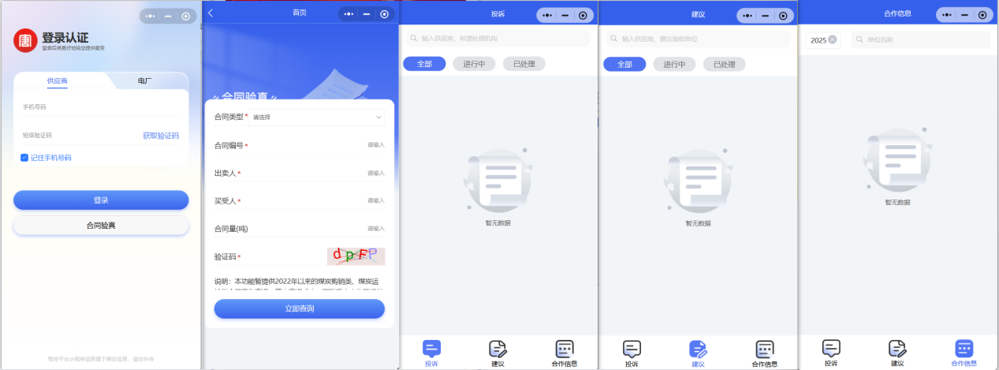 唐
登录认证
登录后将更好地给您提供服务
供应商
电厂
手机号码
短信验证码
获取验证码
记住手机号码
登录
合同验真
管控平台小程序信息属于商务信息，请勿外传
首页
合同验真
合同类型* 请选择
合同编号* 请输入
出卖人* 请输入
买受人* 请输入
合同量(吨) 请输入
验证码* dpFP
说明：本功能暂提供2022年以来的煤炭购销类、煤炭运
立即查询
投诉
输入供应商、希望处理机构
全部 进行中 已处理
暂无数据
投诉 建议 合作信息
建议
输入供应商、建议接收单位
全部 进行中 已处理
暂无数据
投诉 建议 合作信息
合作信息
2025 单位名称
暂无数据
投诉 建议 合作信息